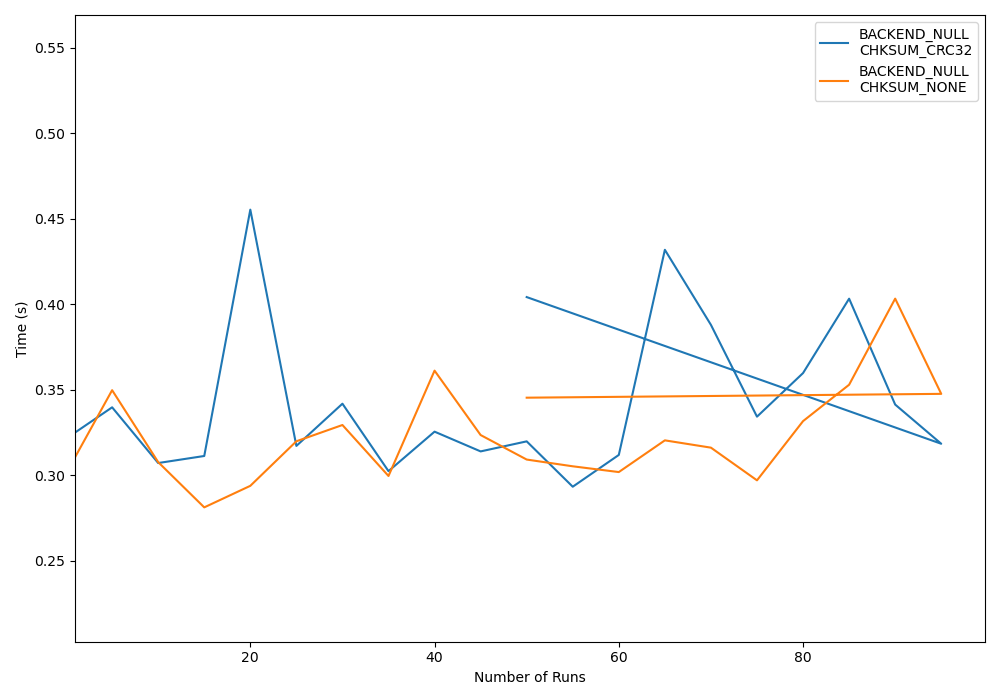 BACKEND_NULL
CHKSUM_CRC32
BACKEND_NULL
CHKSUM_NONE
0.55
0.50
0.45
0.40
0.35
0.30
0.25
Time (s)
20 40 60 80
Number of Runs